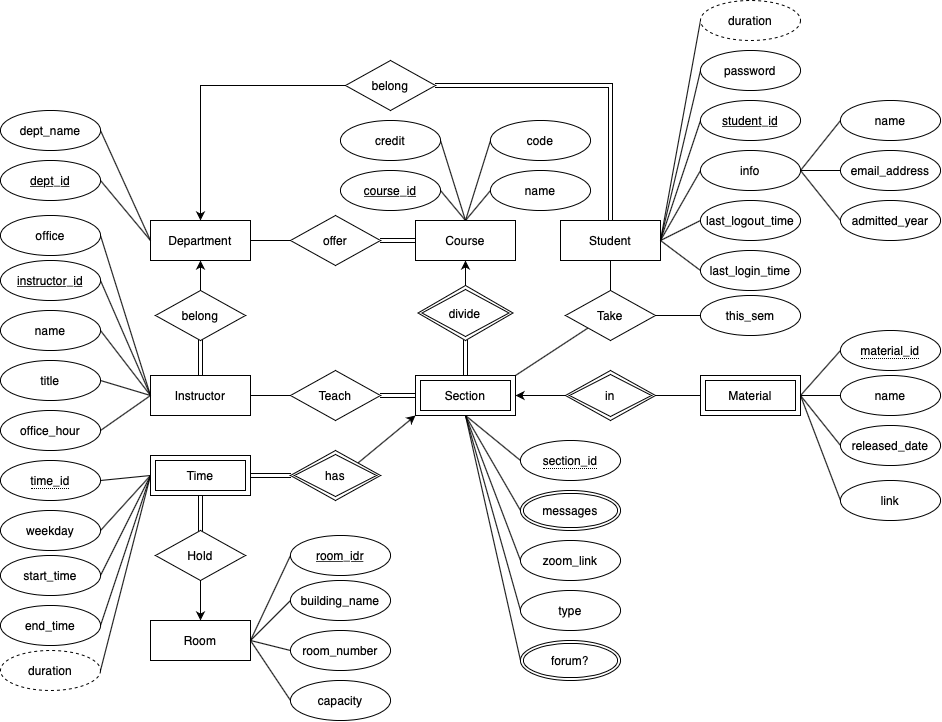 duration
belong
password
dept_name
credit
code
student_id
name
dept_id
course_id
name
info
email_address
office
Department
offer
Course
Student
last_logout_time
admitted_year
instructor_id
last_login_time
name
belong
divide
Take
this_sem
title
Instructor
Teach
Section
in
Material
material_id
name
office_hour
released_date
time_id
Time
has
section_id
link
weekday
messages
start_time
Hold
room_idr
zoom_link
end_time
building_name
type
duration
Room
room_number
forum?
capacity